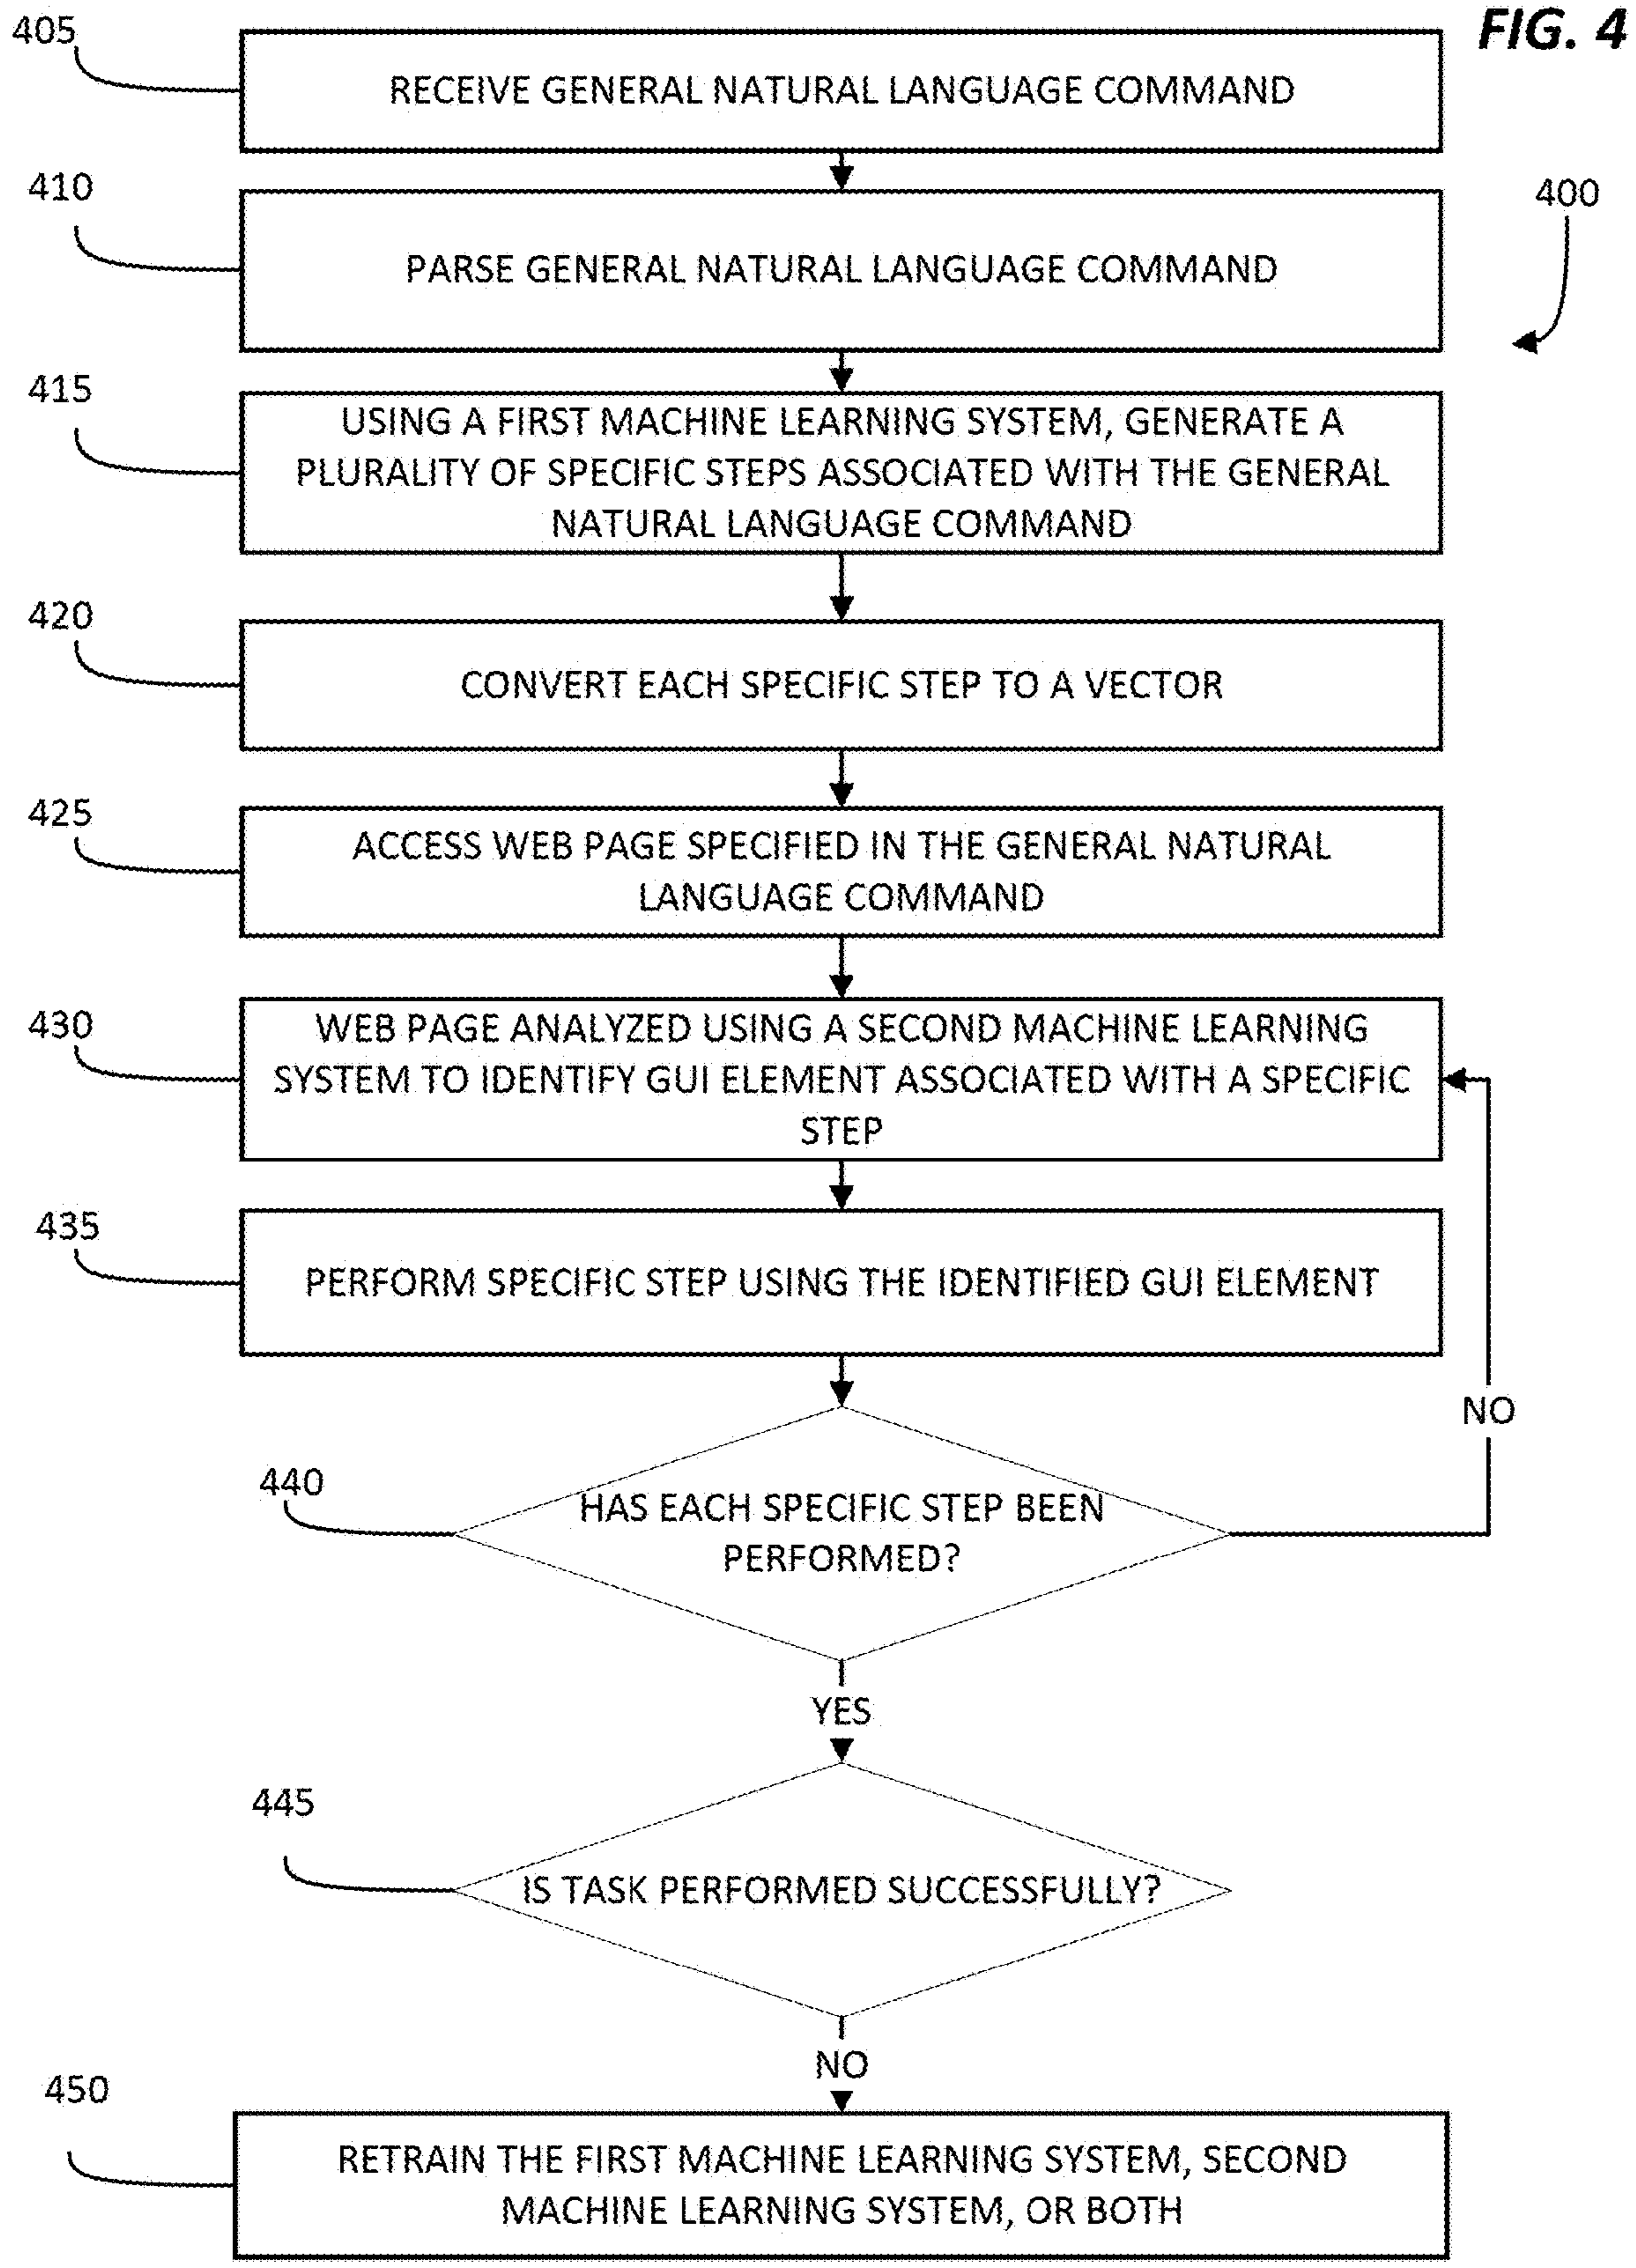 FIG. 4
405
RECEIVE GENERAL NATURAL LANGUAGE COMMAND
410
PARSE GENERAL NATURAL LANGUAGE COMMAND
400
415
USING A FIRST MACHINE LEARNING SYSTEM, GENERATE A
PLURALITY OF SPECIFIC STEPS ASSOCIATED WITH THE GENERAL
NATURAL LANGUAGE COMMAND
420
CONVERT EACH SPECIFIC STEP TO A VECTOR
425
ACCESS WEB PAGE SPECIFIED IN THE GENERAL NATURAL
LANGUAGE COMMAND
430
WEB PAGE ANALYZED USING A SECOND MACHINE LEARNING
SYSTEM TO IDENTIFY GUI ELEMENT ASSOCIATED WITH A SPECIFIC
STEP
435
PERFORM SPECIFIC STEP USING THE IDENTIFIED GUI ELEMENT
NO
440
HAS EACH SPECIFIC STEP BEEN
PERFORMED?
YES
445
IS TASK PERFORMED SUCCESSFULLY?
NO
450
RETRAIN THE FIRST MACHINE LEARNING SYSTEM, SECOND
MACHINE LEARNING SYSTEM, OR BOTH